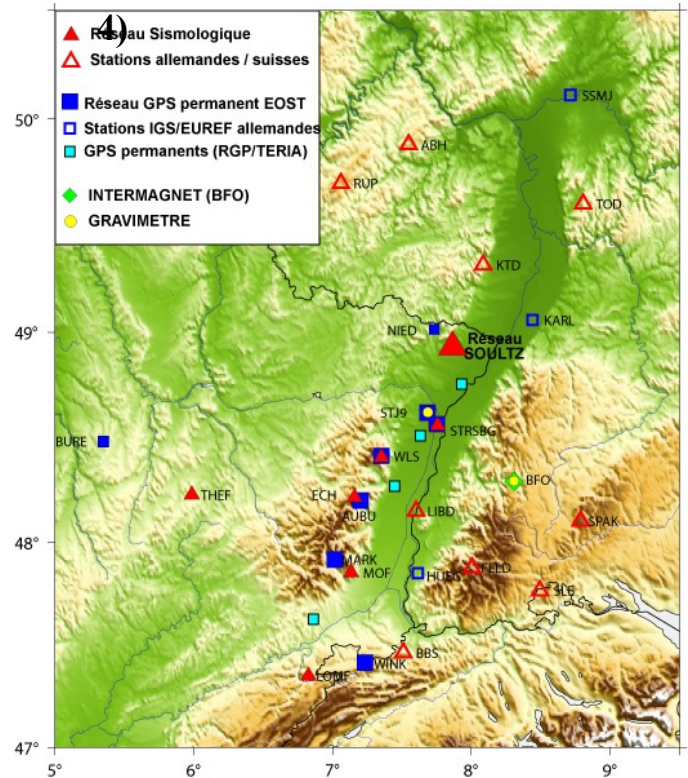 4)
Réseau Sismologique
Stations allemandes / suisses
Réseau GPS permanent EOST
Stations IGS/EUREF allemandes
GPS permanents (RGP/TERIA)
INTERMAGNET (BFO)
GRAVIMETRE
50°
49°
48°
47°
5°
6°
7°
8°
9°
SSMJ
ABH
RUP
TOD
KTD
KARL
NIED
Réseau
SOULTZ
STJ9
STRSBG
BURE
WLS
BFO
THEF
ECH
AUBU
LIBD
SPAK
MARK
MOF
HUEG
FELD
SLE
BBS
WINK
LOMF